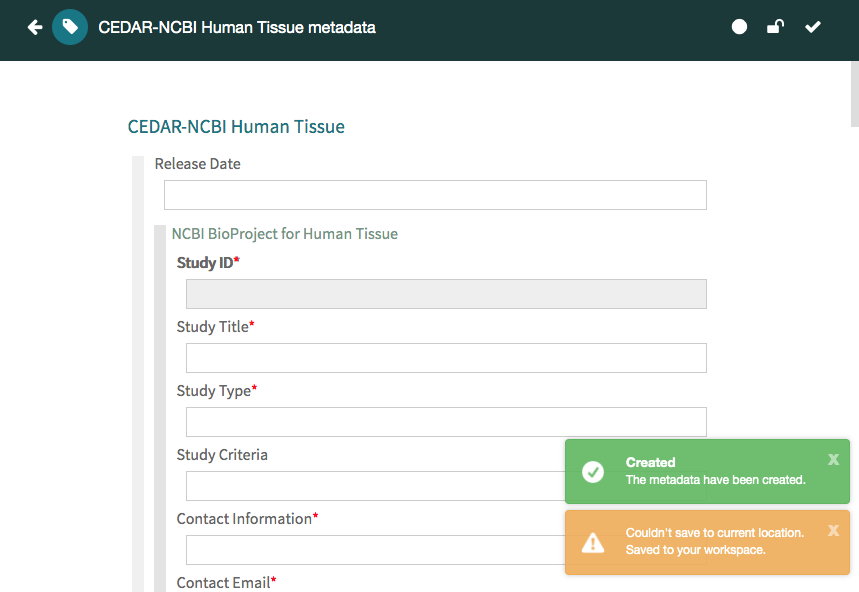 CEDAR-NCBI Human Tissue metadata
CEDAR-NCBI Human Tissue
Release Date
NCBI BioProject for Human Tissue
Study ID*
Study Title*
Study Type*
Study Criteria
Contact Information*
Contact Email*
Created
X
The metadata have been created.
Couldn't save to current location.
X
Saved to your workspace.